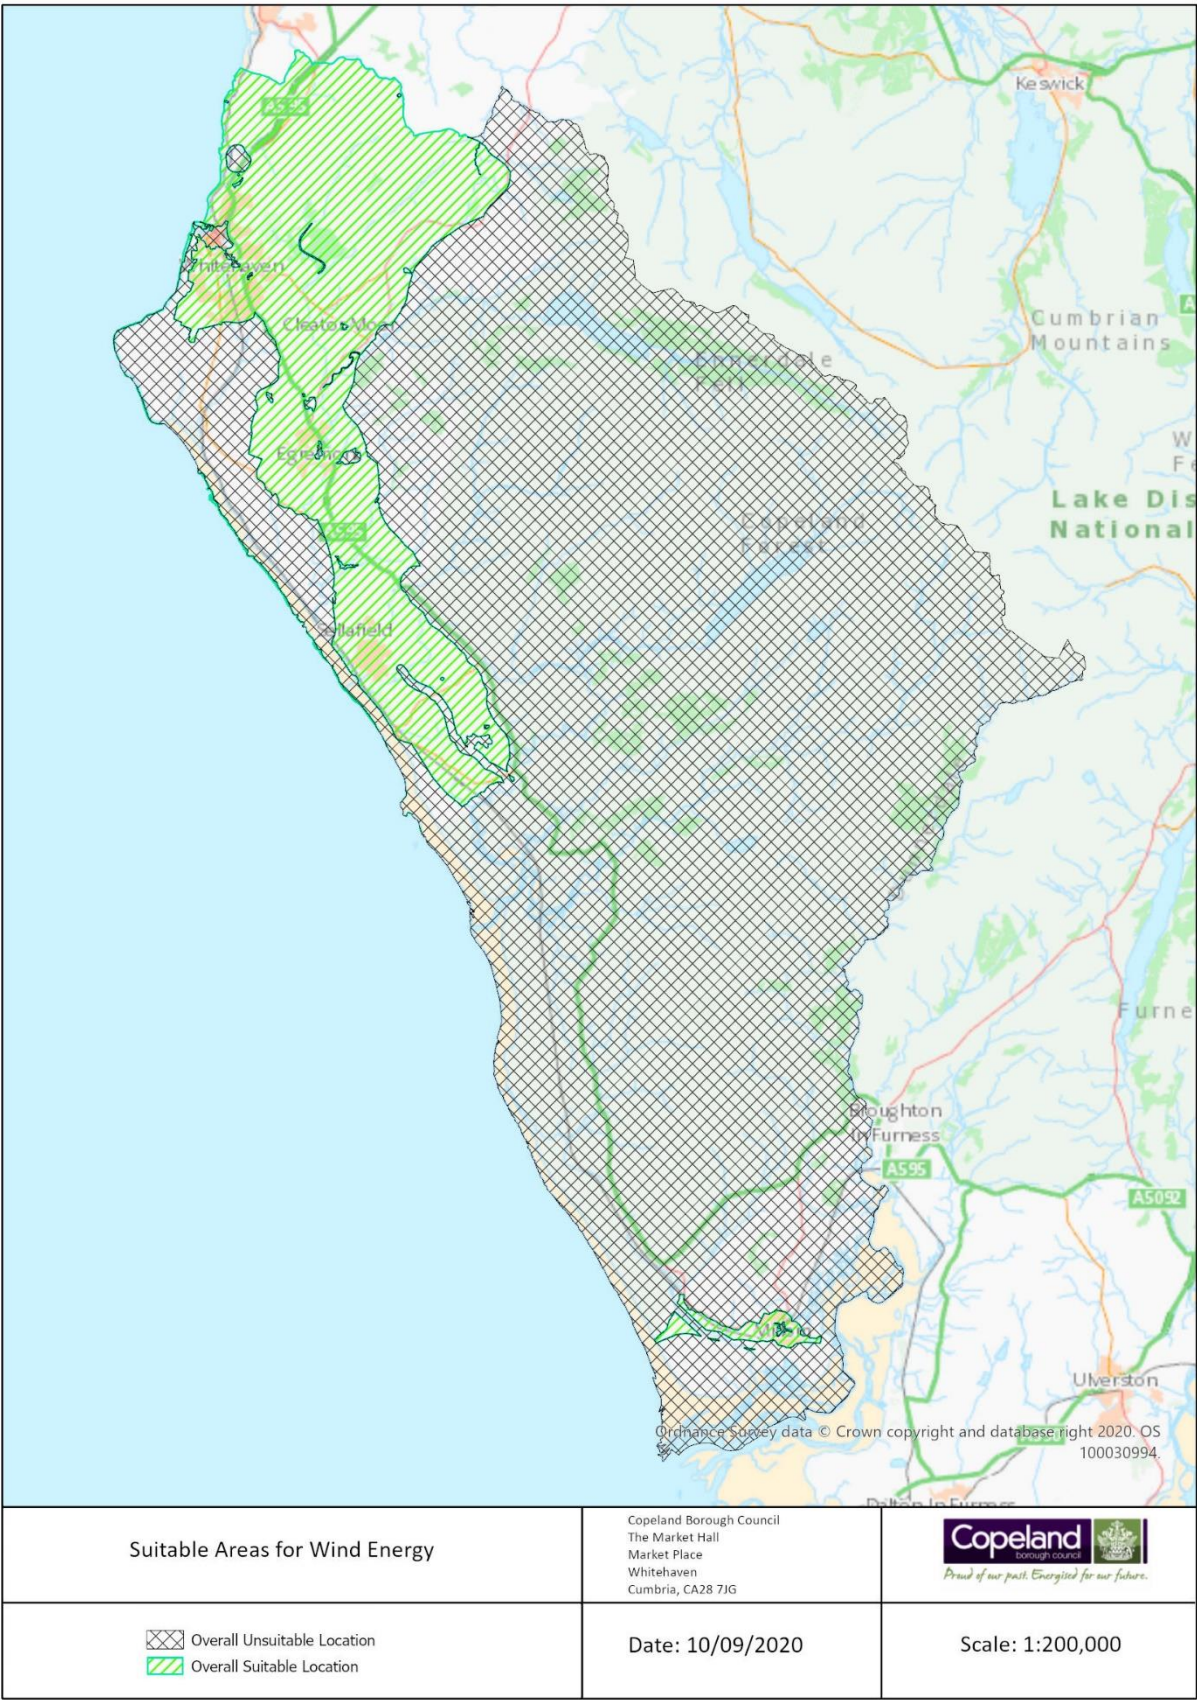 Keswick
A595
Whitehaven
Cumbrian
Mountains
Cleator Moor
Ennerdale
Fell
Egremont
Lake Dis
National
Copeland
Forest
Sellafield
Furne
Broughton
in Furness
A595
A5092
Millom
Ulverston
Ordnance Survey data © Crown copyright and database right 2020. OS
100030994.
Dalton In Furness
Suitable Areas for Wind Energy
Copeland Borough Council
The Market Hall
Market Place
Whitehaven
Cumbria, CA28 7JG
Copeland
borough council
Proud of our past. Energised for our future.
Overall Unsuitable Location
Overall Suitable Location
Date: 10/09/2020
Scale: 1:200,000